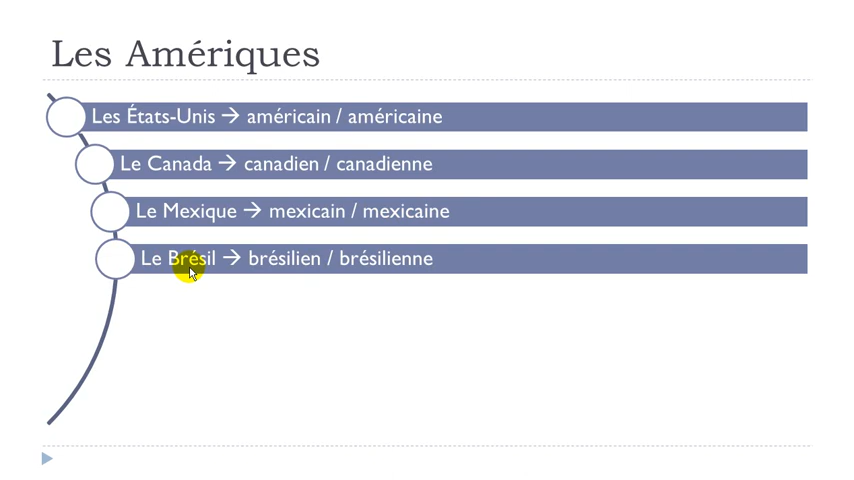 Les Amériques
Les États-Unis → américain / américaine
Le Canada → canadien / canadienne
Le Mexique → mexicain / mexicaine
Le Brésil → brésilien / brésilienne